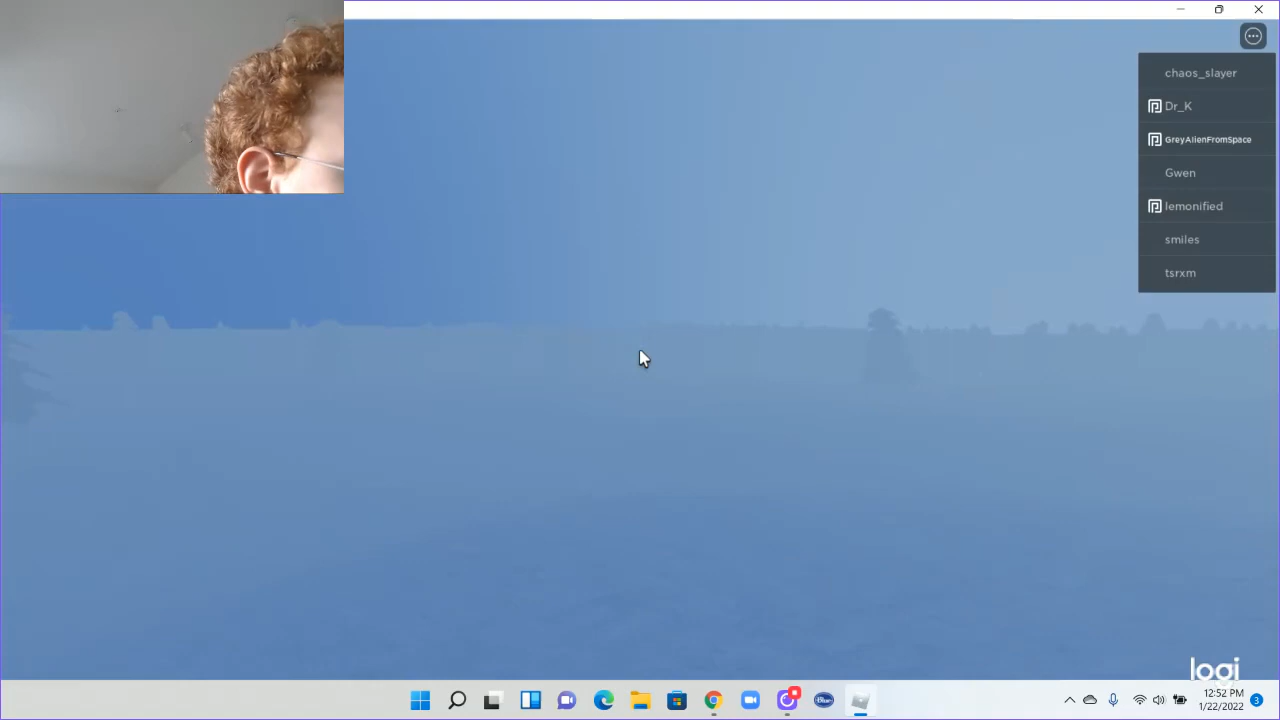 chaos_slayer
Dr_K
GreyAlienFromSpace
Gwen
lemonified
smiles
tsrxm
logi
12:52 PM
1/22/2022
3